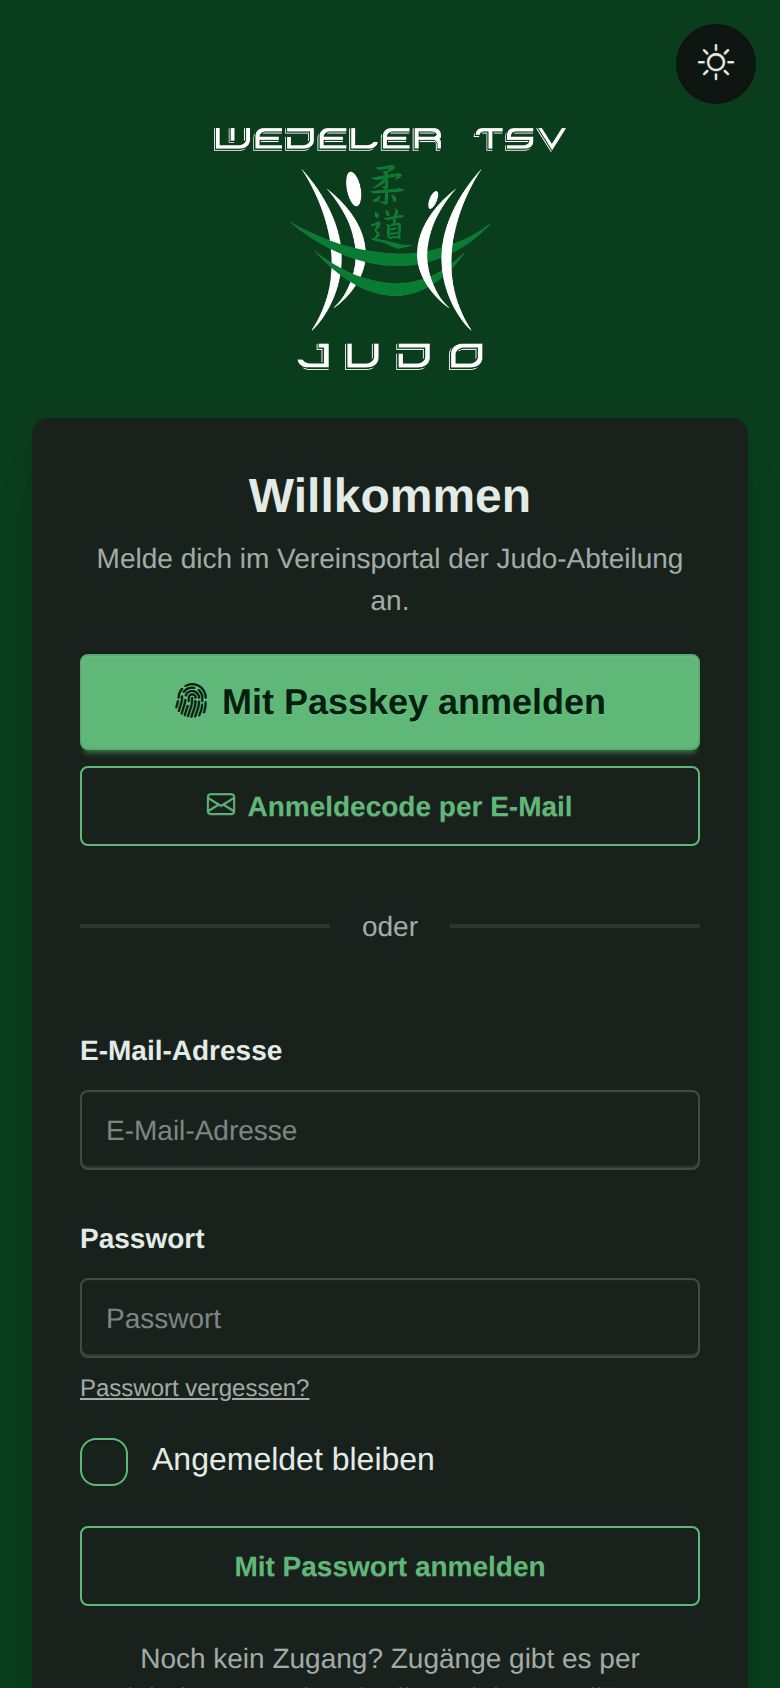 WEDELER TSV
柔
道
JUDO
Willkommen
Melde dich im Vereinsportal der Judo-Abteilung
an.
Mit Passkey anmelden
Anmeldecode per E-Mail
oder
E-Mail-Adresse
E-Mail-Adresse
Passwort
Passwort
Passwort vergessen?
Angemeldet bleiben
Mit Passwort anmelden
Noch kein Zugang? Zugänge gibt es per